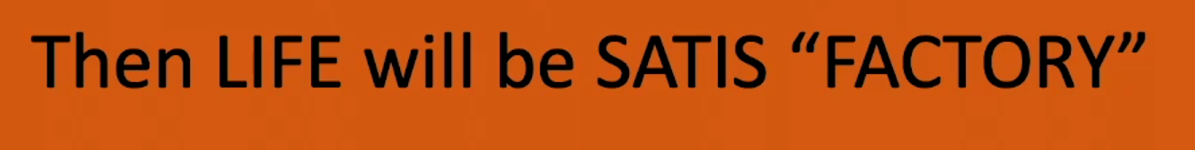 Then LIFE will be SATIS “FACTORY”